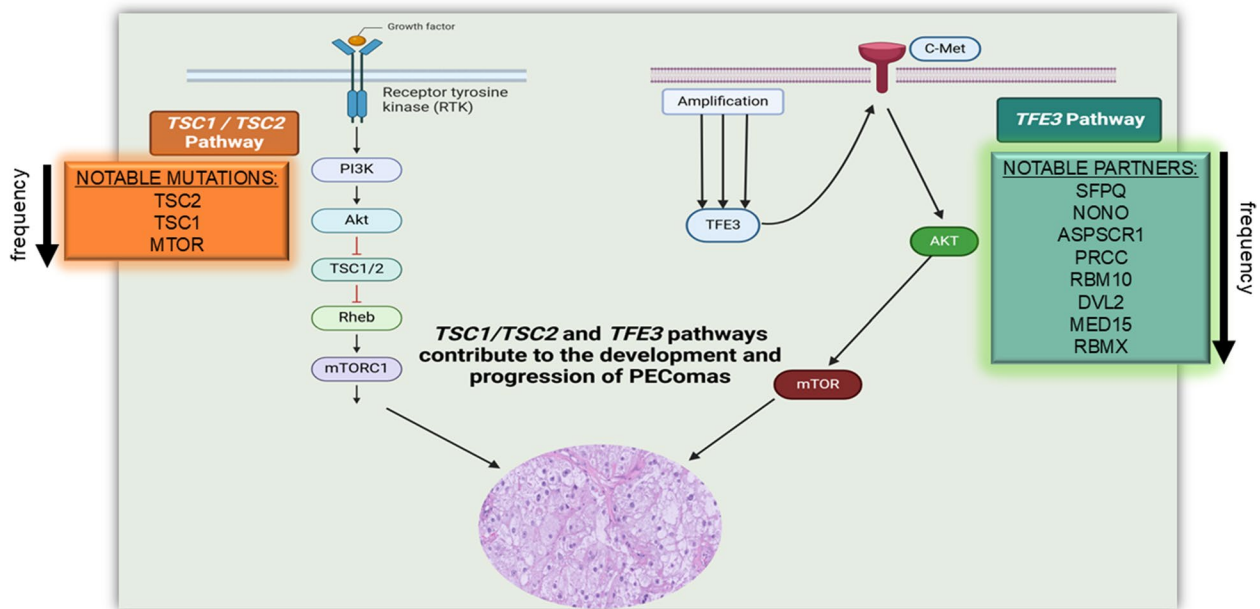 Growth factor
Receptor tyrosine
kinase (RTK)
TSC1 / TSC2
Pathway
frequency
NOTABLE MUTATIONS:
TSC2
TSC1
MTOR
PI3K
Akt
TSC1/2
Rheb
mTORC1
TSC1/TSC2 and TFE3 pathways
contribute to the development and
progression of PEComas
C-Met
Amplification
TFE3
AKT
mTOR
TFE3 Pathway
NOTABLE PARTNERS:
SFPQ
NONO
ASPSCR1
PRCC
RBM10
DVL2
MED15
RBMX
frequency